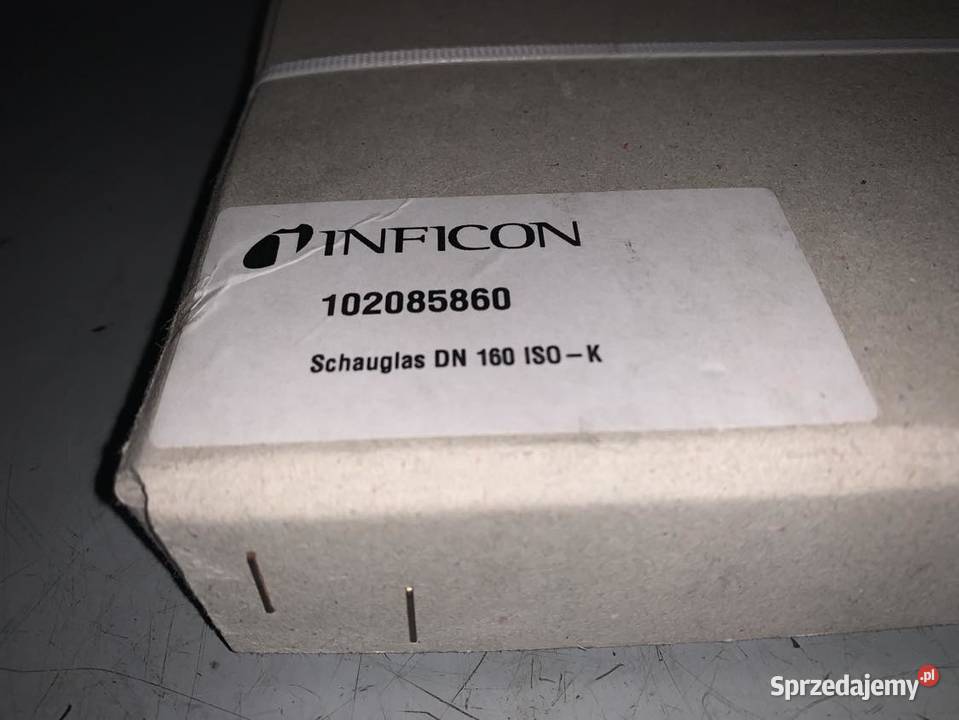 INFICON
102085860
Schauglas DN 160 ISO-K
Sprzedajemy.pl